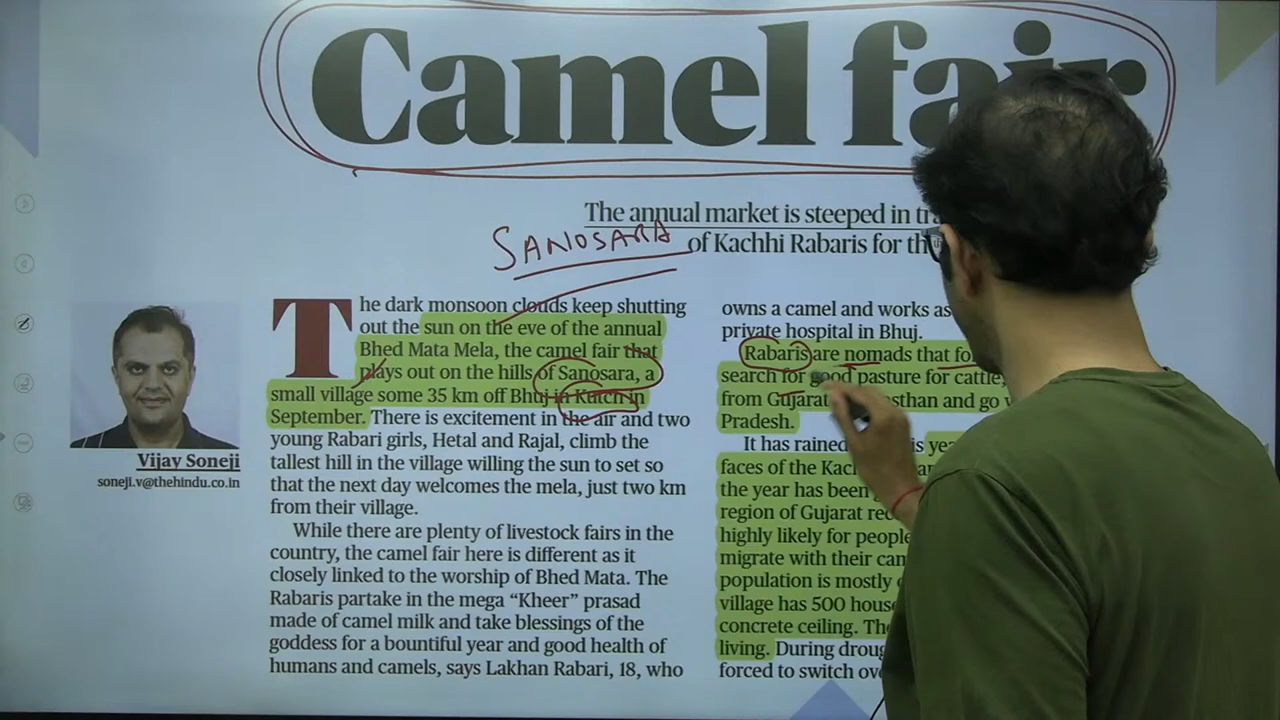 Camel fair
The annual market is steeped in
of Kachhi Rabaris for
SANOSARA
Vijay Soneji
soneji.v@thehindu.co.in
The dark monsoon clouds keep shutting
out the sun on the eve of the annual
Bhed Mata Mela, the camel fair that
plays out on the hills of Sanosara, a
small village some 35 km off Bhuj in Kutch in
September. There is excitement in the air and two
young Rabari girls, Hetal and Rajal, climb the
tallest hill in the village willing the sun to set so
that the next day welcomes the mela, just two km
from their village.
While there are plenty of livestock fairs in the
country, the camel fair here is different as it
closely linked to the worship of Bhed Mata. The
Rabaris partake in the mega “Kheer” prasad
made of camel milk and take blessings of the
goddess for a bountiful year and good health of
humans and camels, says Lakhan Rabari, 18, who
owns a camel and works as
private hospital in Bhuj.
Rabaris are nomads that
search for good pasture for cattle,
from Gujarat
and go
Pradesh.
It has rained
faces of the
the year has been
region of Gujarat
highly likely for people
migrate with their
population is mostly
village has 500
concrete ceiling.
living. During
forced to switch